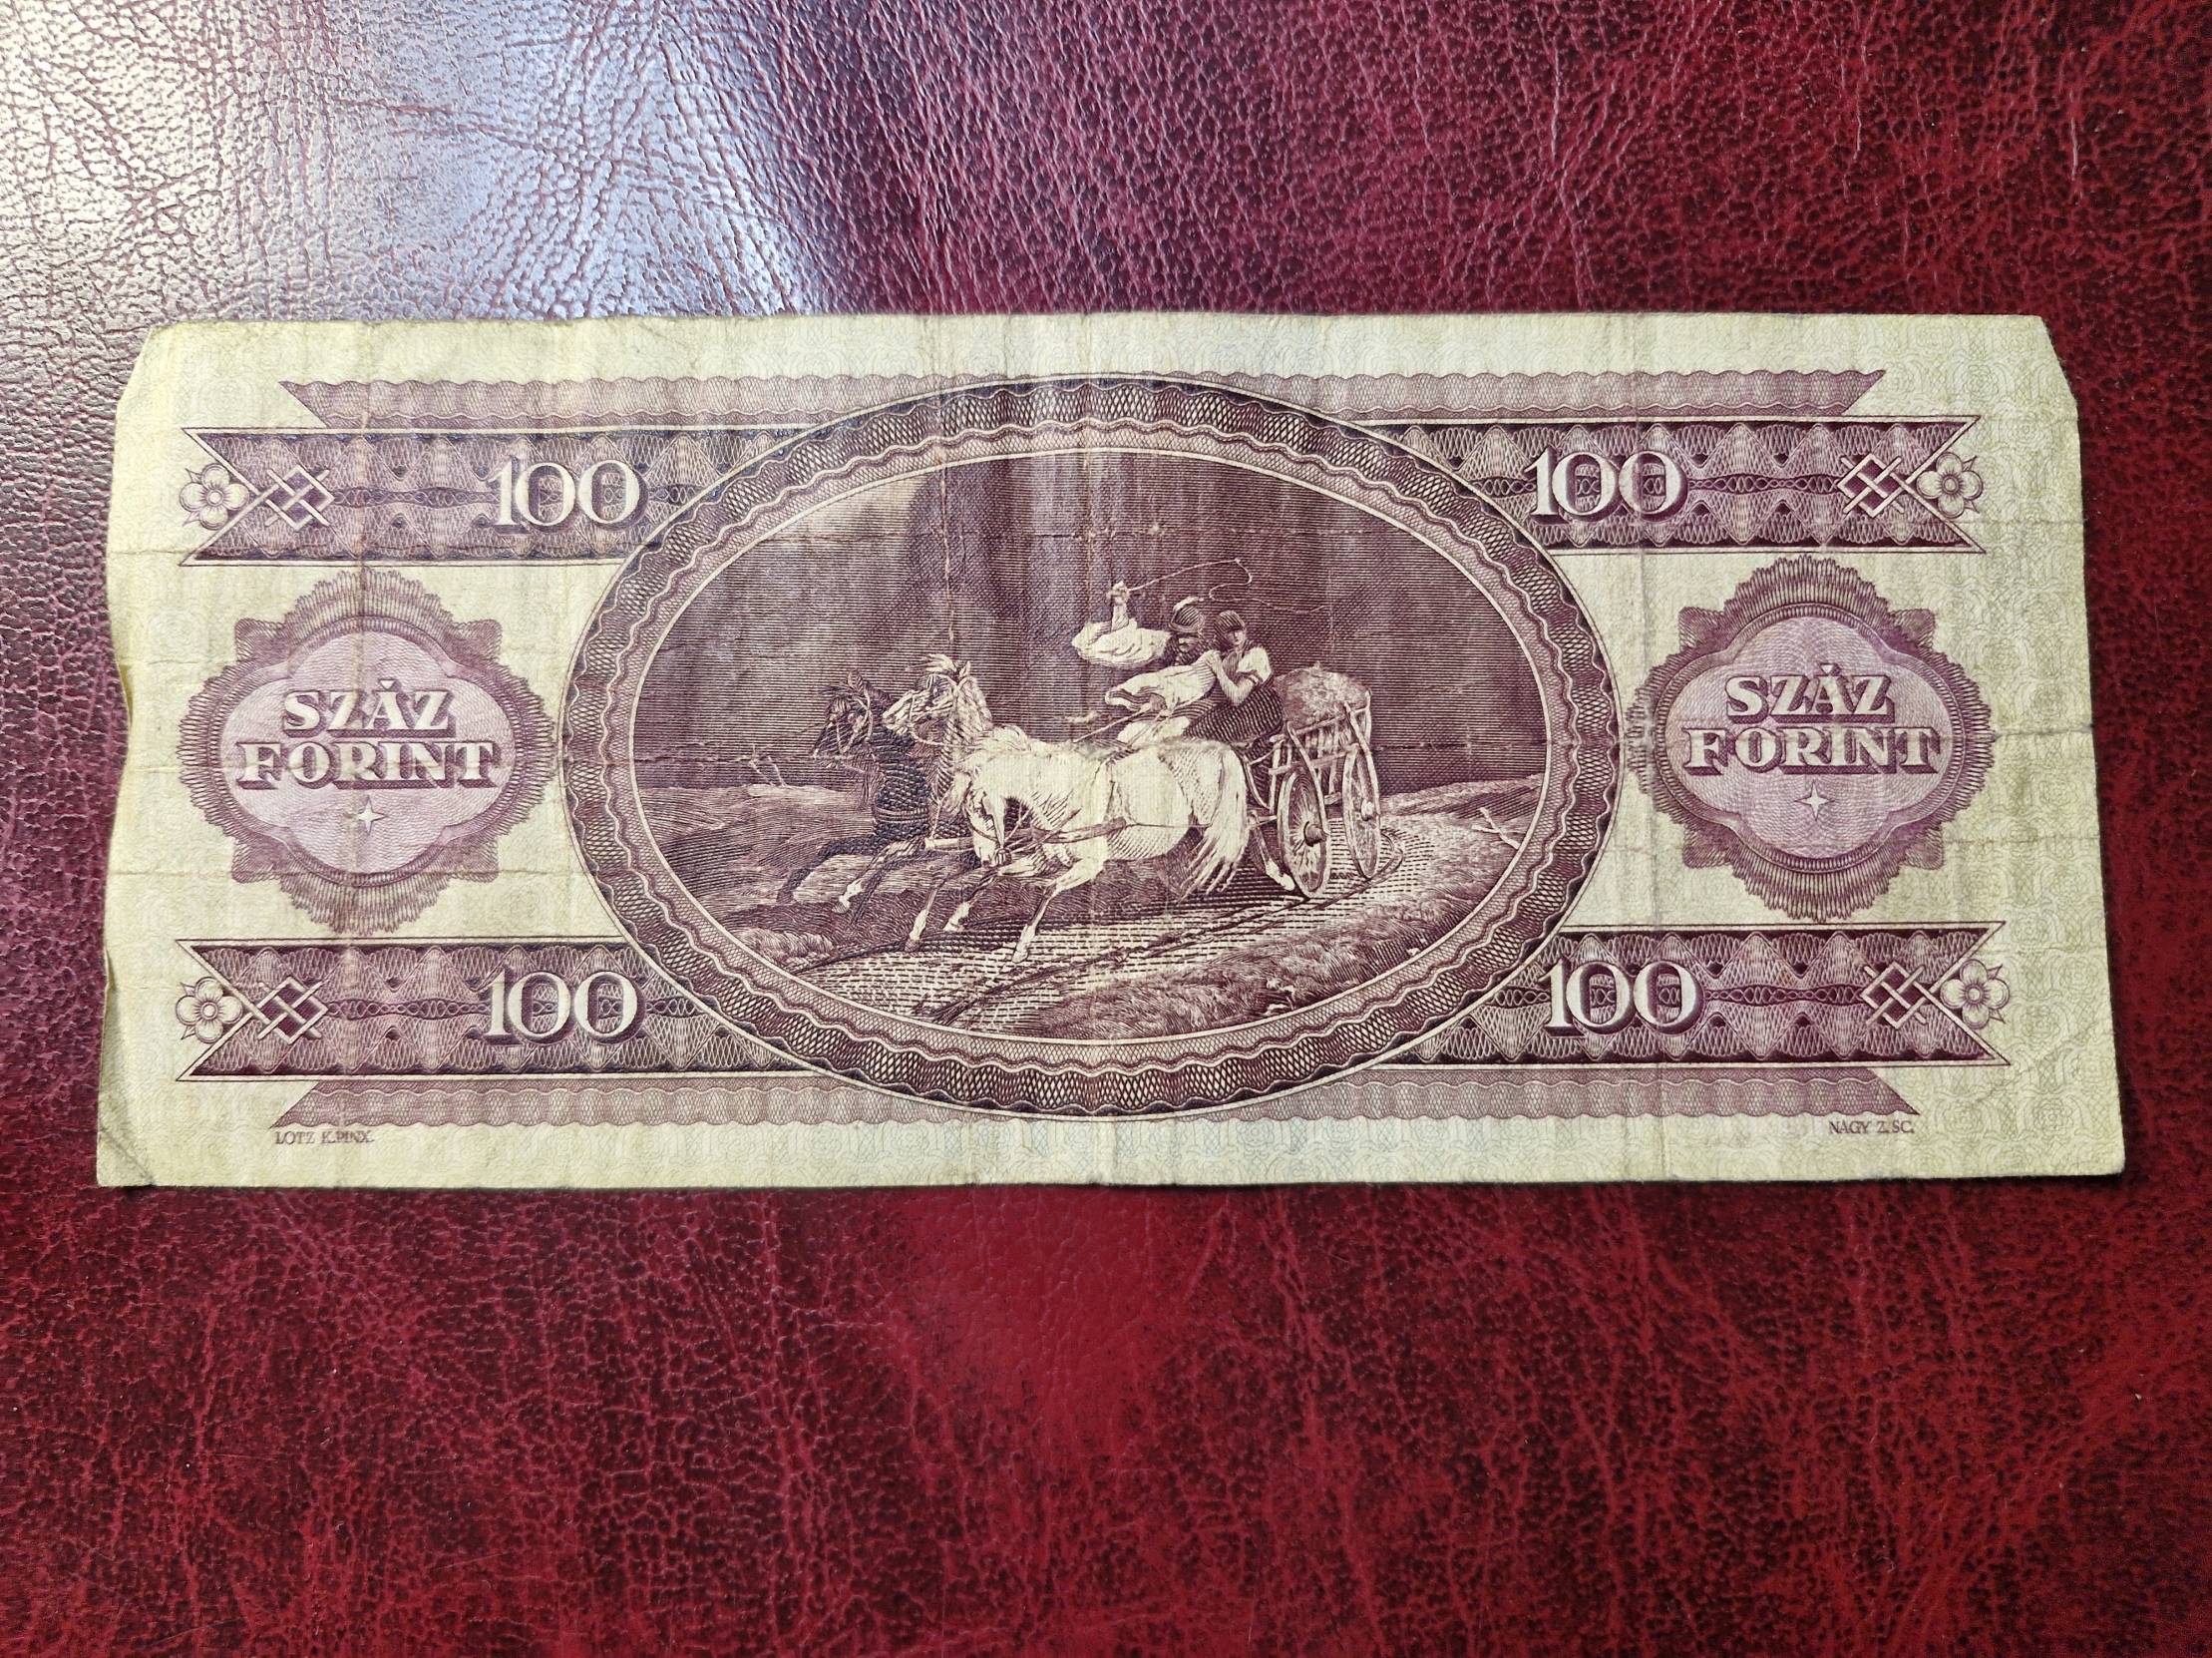 100
100
SZÁZ
FORINT
SZÁZ
FORINT
100
100
LOTZ K. PINX.
NAGY Z. SC.